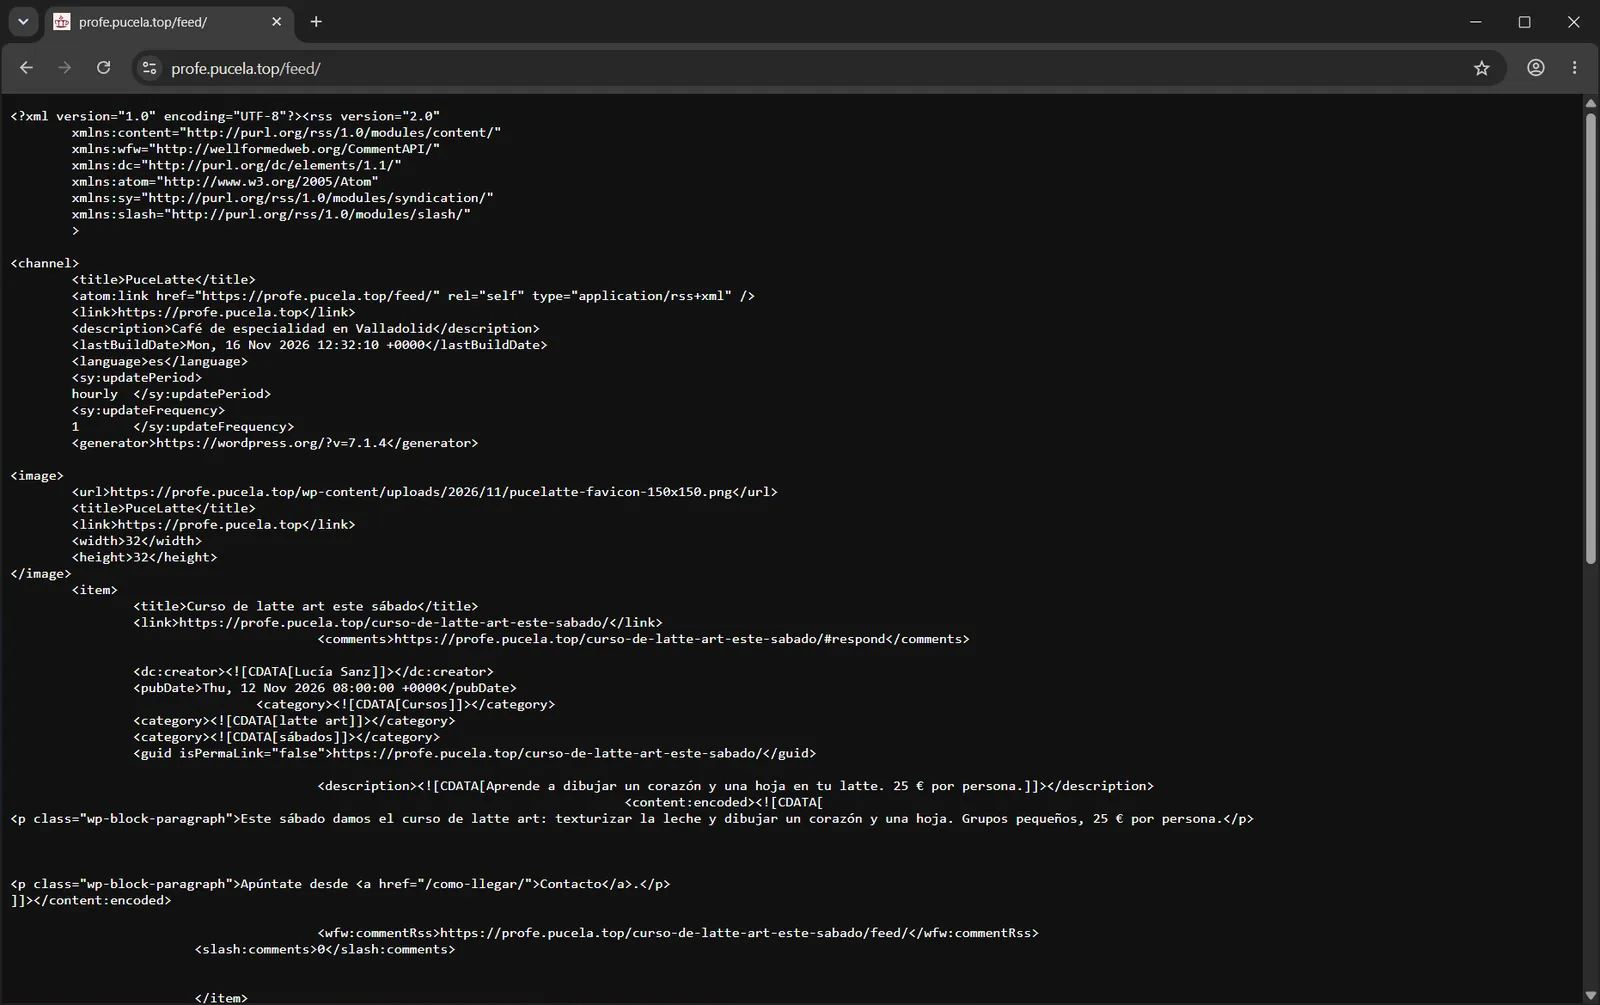 profe.pucela.top/feed/
profe.pucela.top/feed/
<?xml version="1.0" encoding="UTF-8"?><rss version="2.0"
xmlns:content="http://purl.org/rss/1.0/modules/content/"
xmlns:wfw="http://wellformedweb.org/CommentAPI/"
xmlns:dc="http://purl.org/dc/elements/1.1/"
xmlns:atom="http://www.w3.org/2005/Atom"
xmlns:sy="http://purl.org/rss/1.0/modules/syndication/"
xmlns:slash="http://purl.org/rss/1.0/modules/slash/"
>
<channel>
<title>PuceLatte</title>
<atom:link href="https://profe.pucela.top/feed/" rel="self" type="application/rss+xml" />
<link>https://profe.pucela.top</link>
<description>Café de especialidad en Valladolid</description>
<lastBuildDate>Mon, 16 Nov 2026 12:32:10 +0000</lastBuildDate>
<language>es</language>
<sy:updatePeriod>
hourly  </sy:updatePeriod>
<sy:updateFrequency>
1       </sy:updateFrequency>
<generator>https://wordpress.org/?v=7.1.4</generator>
<image>
<url>https://profe.pucela.top/wp-content/uploads/2026/11/pucelatte-favicon-150x150.png</url>
<title>PuceLatte</title>
<link>https://profe.pucela.top</link>
<width>32</width>
<height>32</height>
</image>
<item>
<title>Curso de latte art este sábado</title>
<link>https://profe.pucela.top/curso-de-latte-art-este-sabado/</link>
<comments>https://profe.pucela.top/curso-de-latte-art-este-sabado/#respond</comments>
<dc:creator><![CDATA[Lucía Sanz]]></dc:creator>
<pubDate>Thu, 12 Nov 2026 08:00:00 +0000</pubDate>
<category><![CDATA[Cursos]]></category>
<category><![CDATA[latte art]]></category>
<category><![CDATA[sábados]]></category>
<guid isPermaLink="false">https://profe.pucela.top/curso-de-latte-art-este-sabado/</guid>
<description><![CDATA[Aprende a dibujar un corazón y una hoja en tu latte. 25 € por persona.]]></description>
<content:encoded><![CDATA[
<p class="wp-block-paragraph">Este sábado damos el curso de latte art: texturizar la leche y dibujar un corazón y una hoja. Grupos pequeños, 25 € por persona.</p>
<p class="wp-block-paragraph">Apúntate desde <a href="/como-llegar/">Contacto</a>.</p>
]]></content:encoded>
<wfw:commentRss>https://profe.pucela.top/curso-de-latte-art-este-sabado/feed/</wfw:commentRss>
<slash:comments>0</slash:comments>
</item>